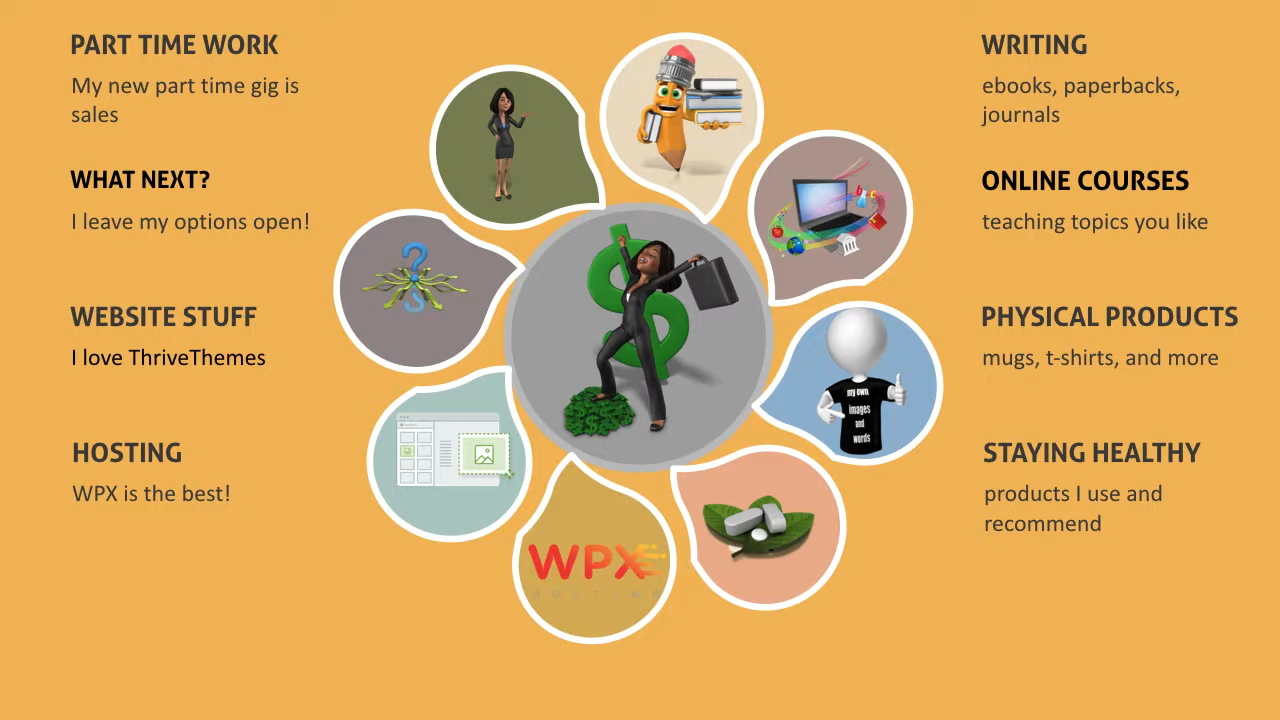 PART TIME WORK
My new part time gig is
sales
WHAT NEXT?
I leave my options open!
WEBSITE STUFF
I love ThriveThemes
HOSTING
WPX is the best!
WRITING
ebooks, paperbacks,
journals
ONLINE COURSES
teaching topics you like
PHYSICAL PRODUCTS
mugs, t-shirts, and more
STAYING HEALTHY
products I use and
recommend
my own
images
and
words
WPX
HOSTING